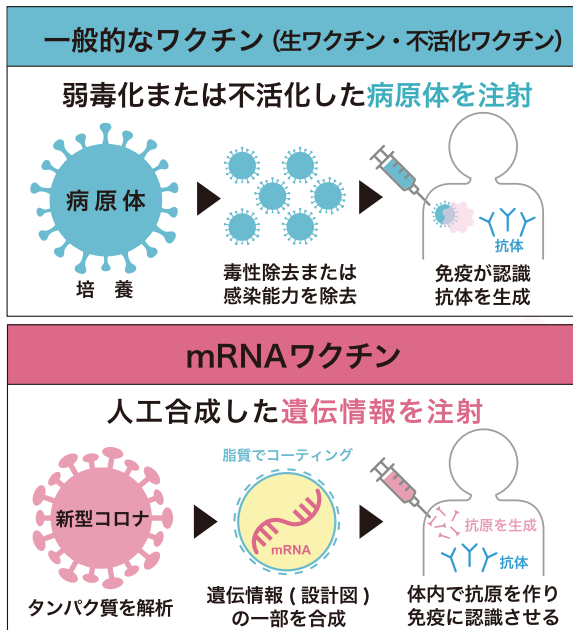 一般的なワクチン（生ワクチン・不活化ワクチン）
弱毒化または不活化した病原体を注射
病原体
培　養
毒性除去または
感染能力を除去
抗体
免疫が認識
抗体を生成
mRNAワクチン
人工合成した遺伝情報を注射
新型コロナ
タンパク質を解析
脂質でコーティング
mRNA
遺伝情報 ( 設計図 )
の一部を合成
抗原を生成
抗体
体内で抗原を作り
免疫に認識させる